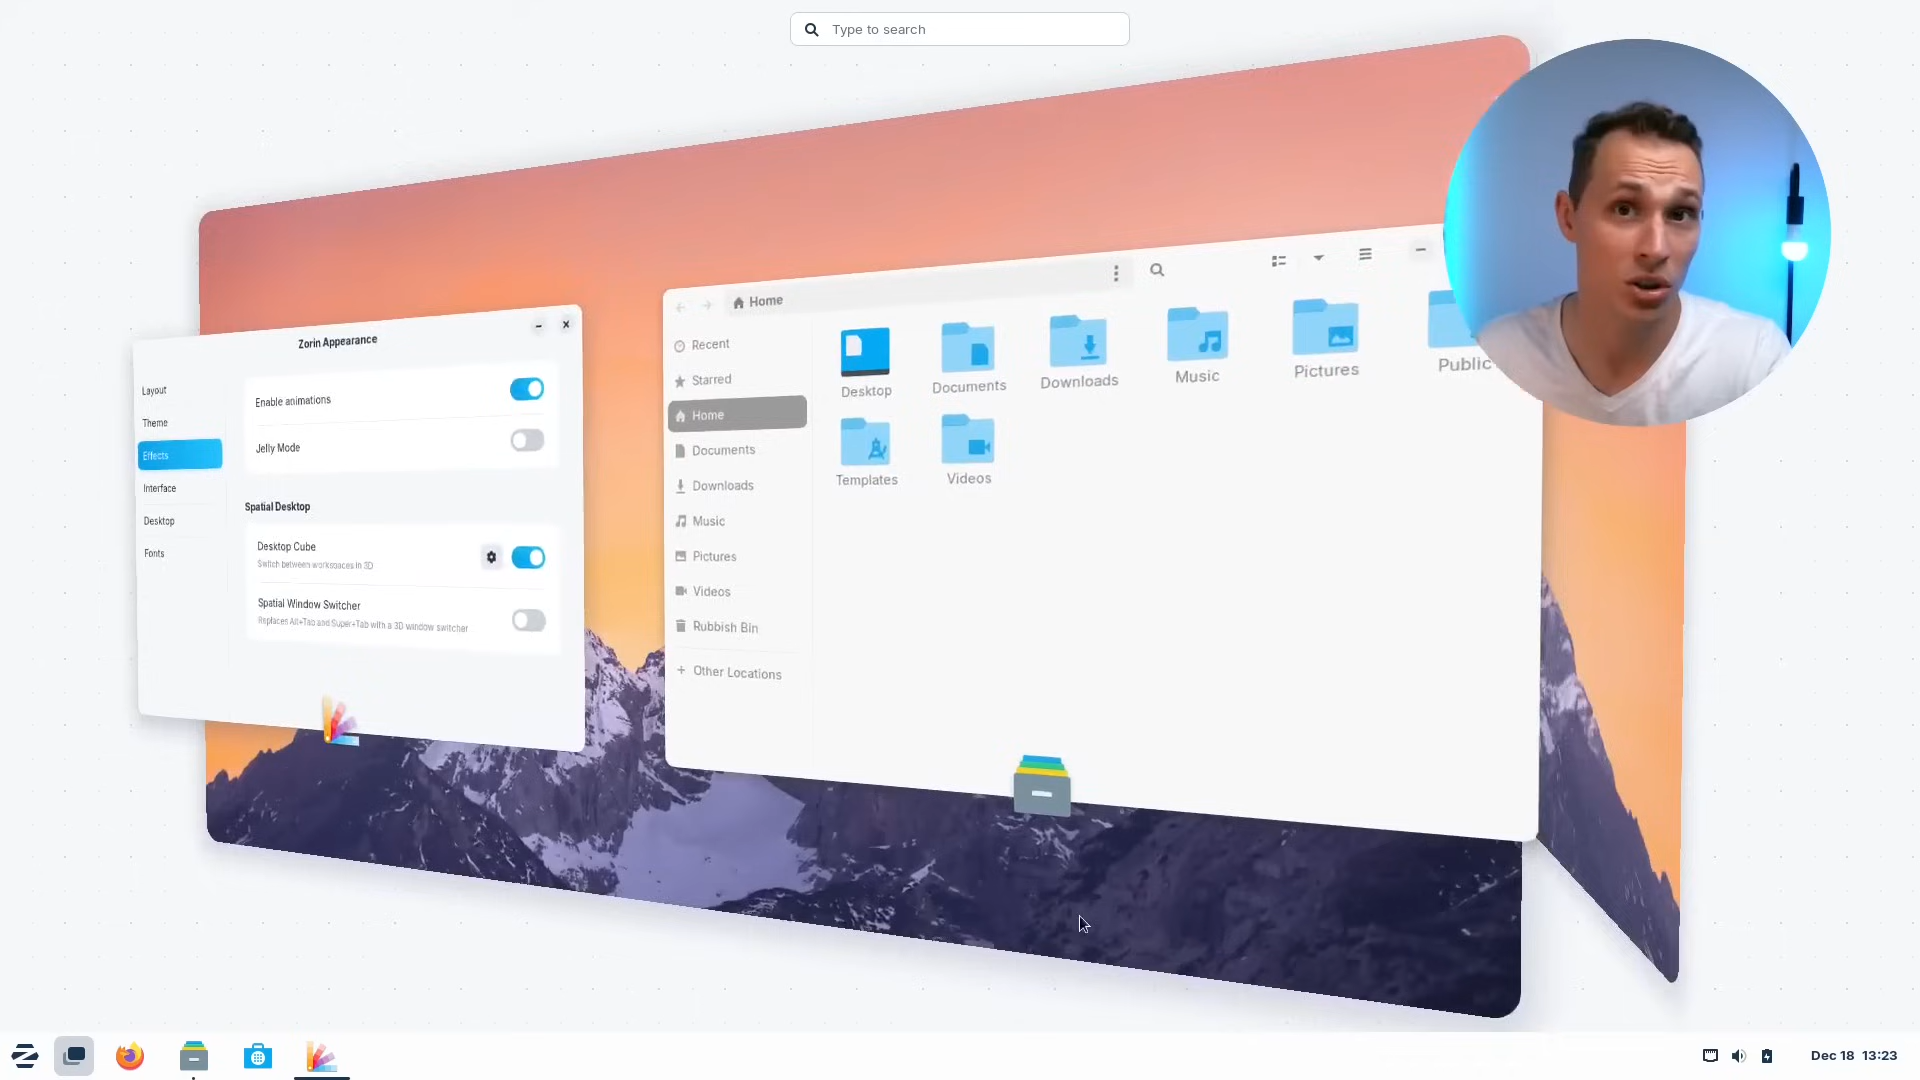 Type to search
Zorin Appearance
Layout
Theme
Effects
Interface
Desktop
Fonts
Enable animations
Jelly Mode
Spatial Desktop
Desktop Cube
Switch between workspaces in 3D
Spatial Window Switcher
Replaces Alt+Tab and Super+Tab with a 3D window switcher
Home
Recent
Starred
Home
Documents
Downloads
Music
Pictures
Videos
Rubbish Bin
Other Locations
Desktop
Documents
Downloads
Music
Pictures
Public
Templates
Videos
Dec 18 13:23